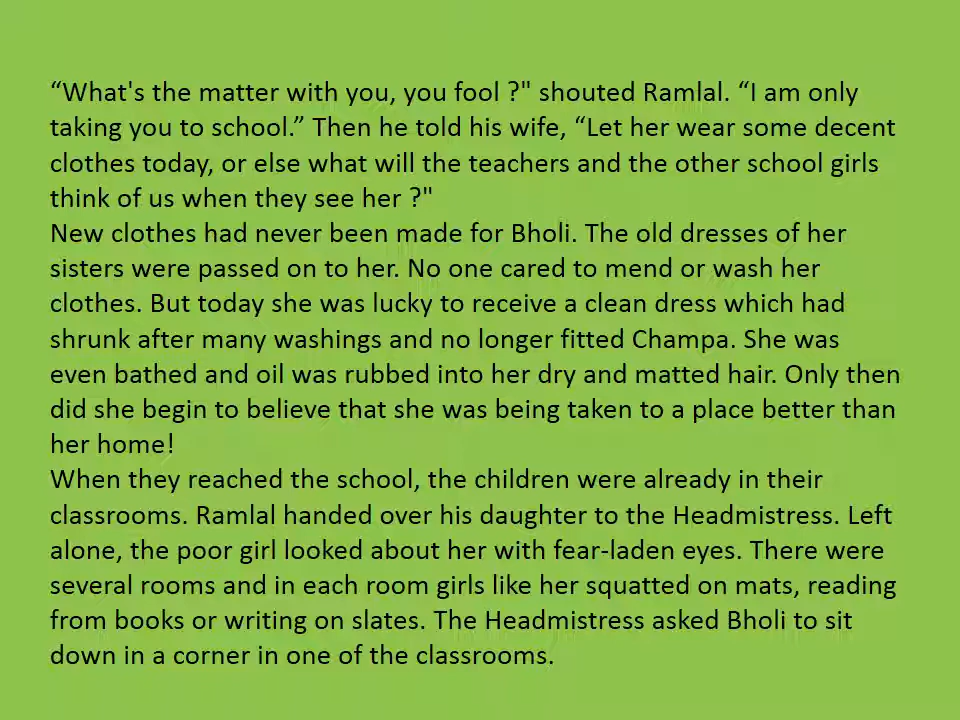 “What's the matter with you, you fool ?" shouted Ramlal. “I am only
taking you to school.” Then he told his wife, “Let her wear some decent
clothes today, or else what will the teachers and the other school girls
think of us when they see her ?"
New clothes had never been made for Bholi. The old dresses of her
sisters were passed on to her. No one cared to mend or wash her
clothes. But today she was lucky to receive a clean dress which had
shrunk after many washings and no longer fitted Champa. She was
even bathed and oil was rubbed into her dry and matted hair. Only then
did she begin to believe that she was being taken to a place better than
her home!
When they reached the school, the children were already in their
classrooms. Ramlal handed over his daughter to the Headmistress. Left
alone, the poor girl looked about her with fear-laden eyes. There were
several rooms and in each room girls like her squatted on mats, reading
from books or writing on slates. The Headmistress asked Bholi to sit
down in a corner in one of the classrooms.